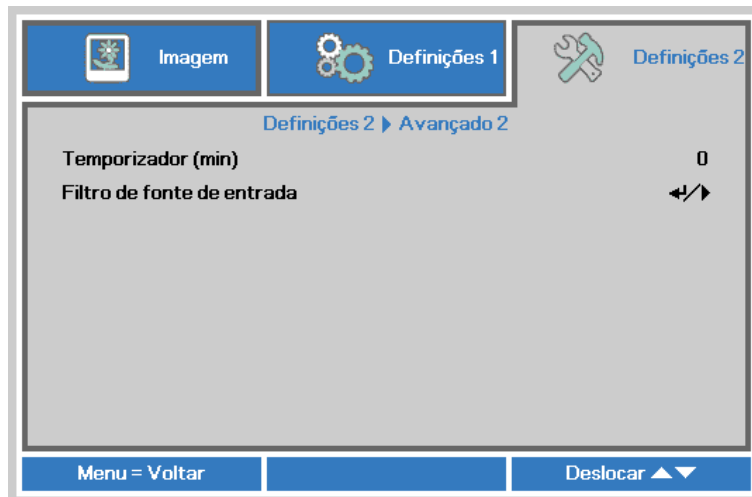 Imagem Definições 1 Definições 2
Definições 2 Avançado 2
Temporizador (min) 0
Filtro de fonte de entrada
Menu = Voltar Deslocar